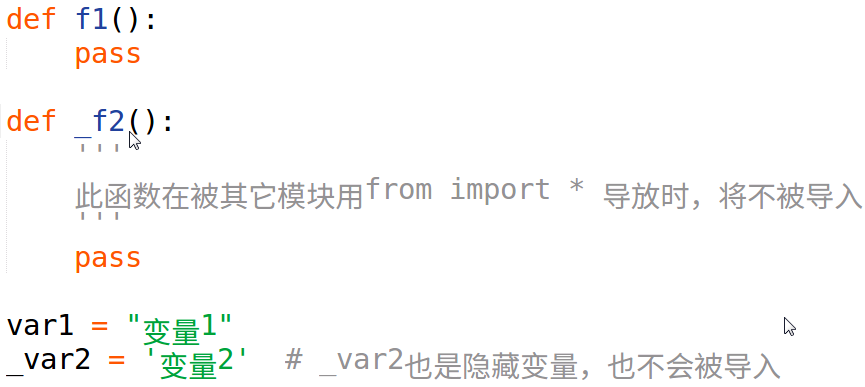 def f1():
    pass
def _f2():
    '''
    此函数在被其它模块用from import * 导放时，将不被导入
    '''
    pass
var1 = "变量1"
_var2 = '变量2'  # _var2也是隐藏变量，也不会被导入